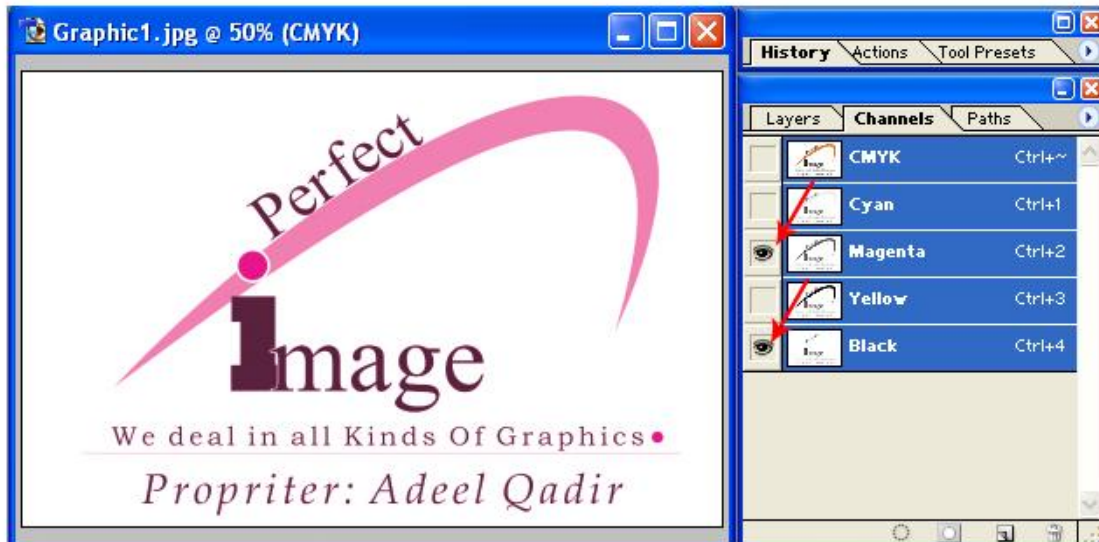 Graphic1.jpg @ 50% (CMYK)
Perfect
Image
We deal in all Kinds Of Graphics
Propriter: Adeel Qadir
History Actions Tool Presets
Layers Channels Paths
CMYK Ctrl+~
Cyan Ctrl+1
Magenta Ctrl+2
Yellow Ctrl+3
Black Ctrl+4